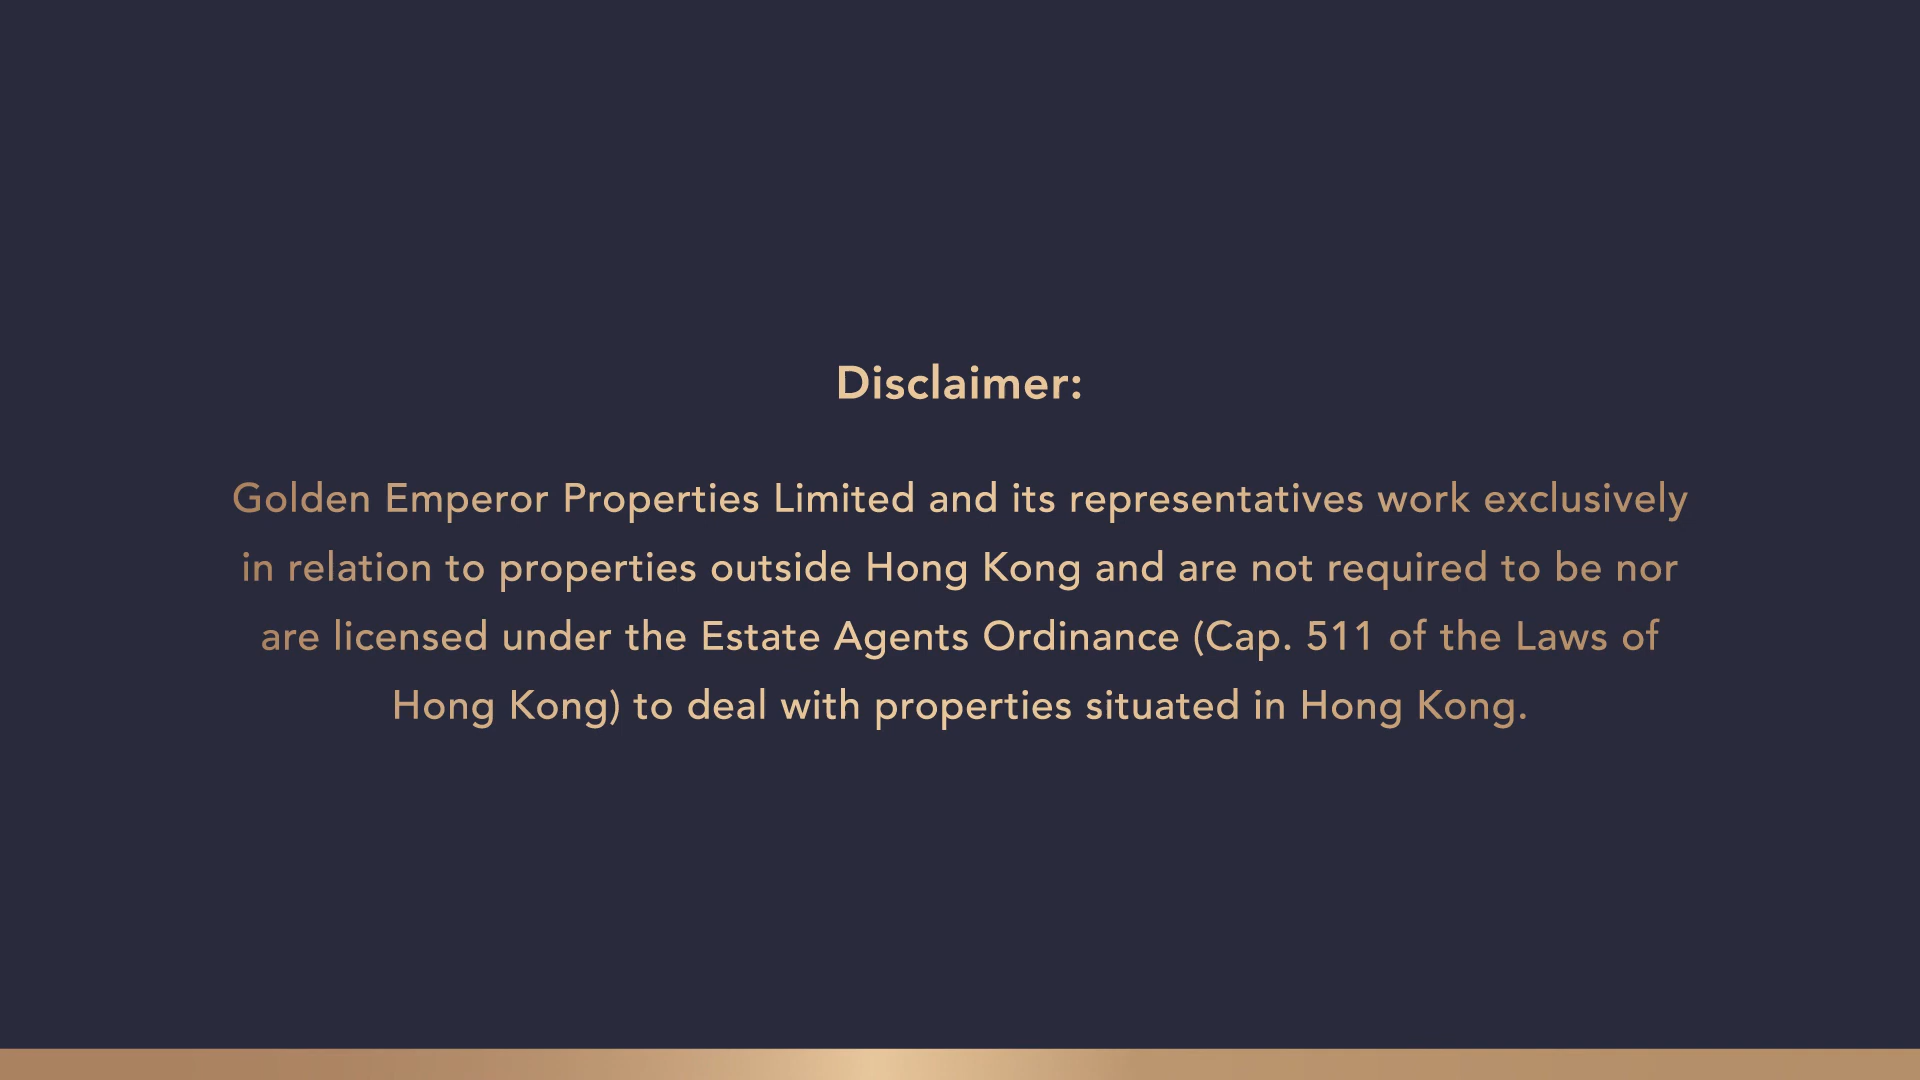 Disclaimer:
Golden Emperor Properties Limited and its representatives work exclusively
in relation to properties outside Hong Kong and are not required to be nor
are licensed under the Estate Agents Ordinance (Cap. 511 of the Laws of
Hong Kong) to deal with properties situated in Hong Kong.